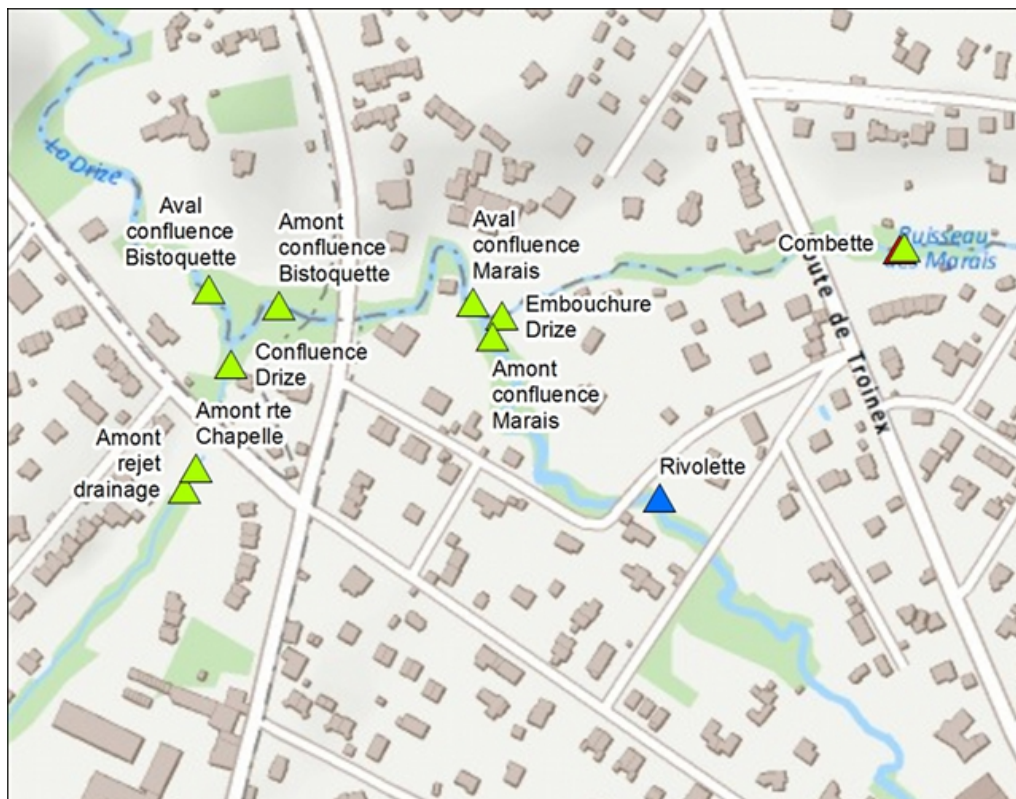 La Drize
Aval
confluence
Bistoquette
Amont
confluence
Bistoquette
Aval
confluence
Marais
Combette
Ruisseau
des Marais
Embouchure
Drize
Route de Troinex
Confluence
Drize
Amont
confluence
Marais
Amont rte
Chapelle
Amont
rejet
drainage
Rivolette